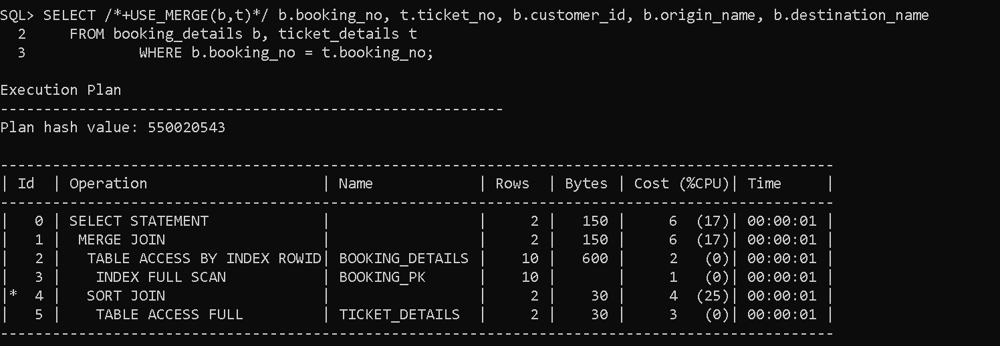 SQL> SELECT /*+USE_MERGE(b,t)*/ b.booking_no, t.ticket_no, b.customer_id, b.origin_name, b.destination_name
  2     FROM booking_details b, ticket_details t
  3             WHERE b.booking_no = t.booking_no;
Execution Plan
----------------------------------------------------------
Plan hash value: 550020543
------------------------------------------------------------------------------------------------
| Id  | Operation                    | Name            | Rows  | Bytes | Cost (%CPU)| Time     |
------------------------------------------------------------------------------------------------
|   0 | SELECT STATEMENT             |                 |     2 |   150 |     6  (17)| 00:00:01 |
|   1 |  MERGE JOIN                  |                 |     2 |   150 |     6  (17)| 00:00:01 |
|   2 |   TABLE ACCESS BY INDEX ROWID| BOOKING_DETAILS |    10 |   600 |     2   (0)| 00:00:01 |
|   3 |    INDEX FULL SCAN           | BOOKING_PK      |    10 |       |     1   (0)| 00:00:01 |
|*  4 |   SORT JOIN                  |                 |     2 |    30 |     4  (25)| 00:00:01 |
|   5 |    TABLE ACCESS FULL         | TICKET_DETAILS  |     2 |    30 |     3   (0)| 00:00:01 |
------------------------------------------------------------------------------------------------